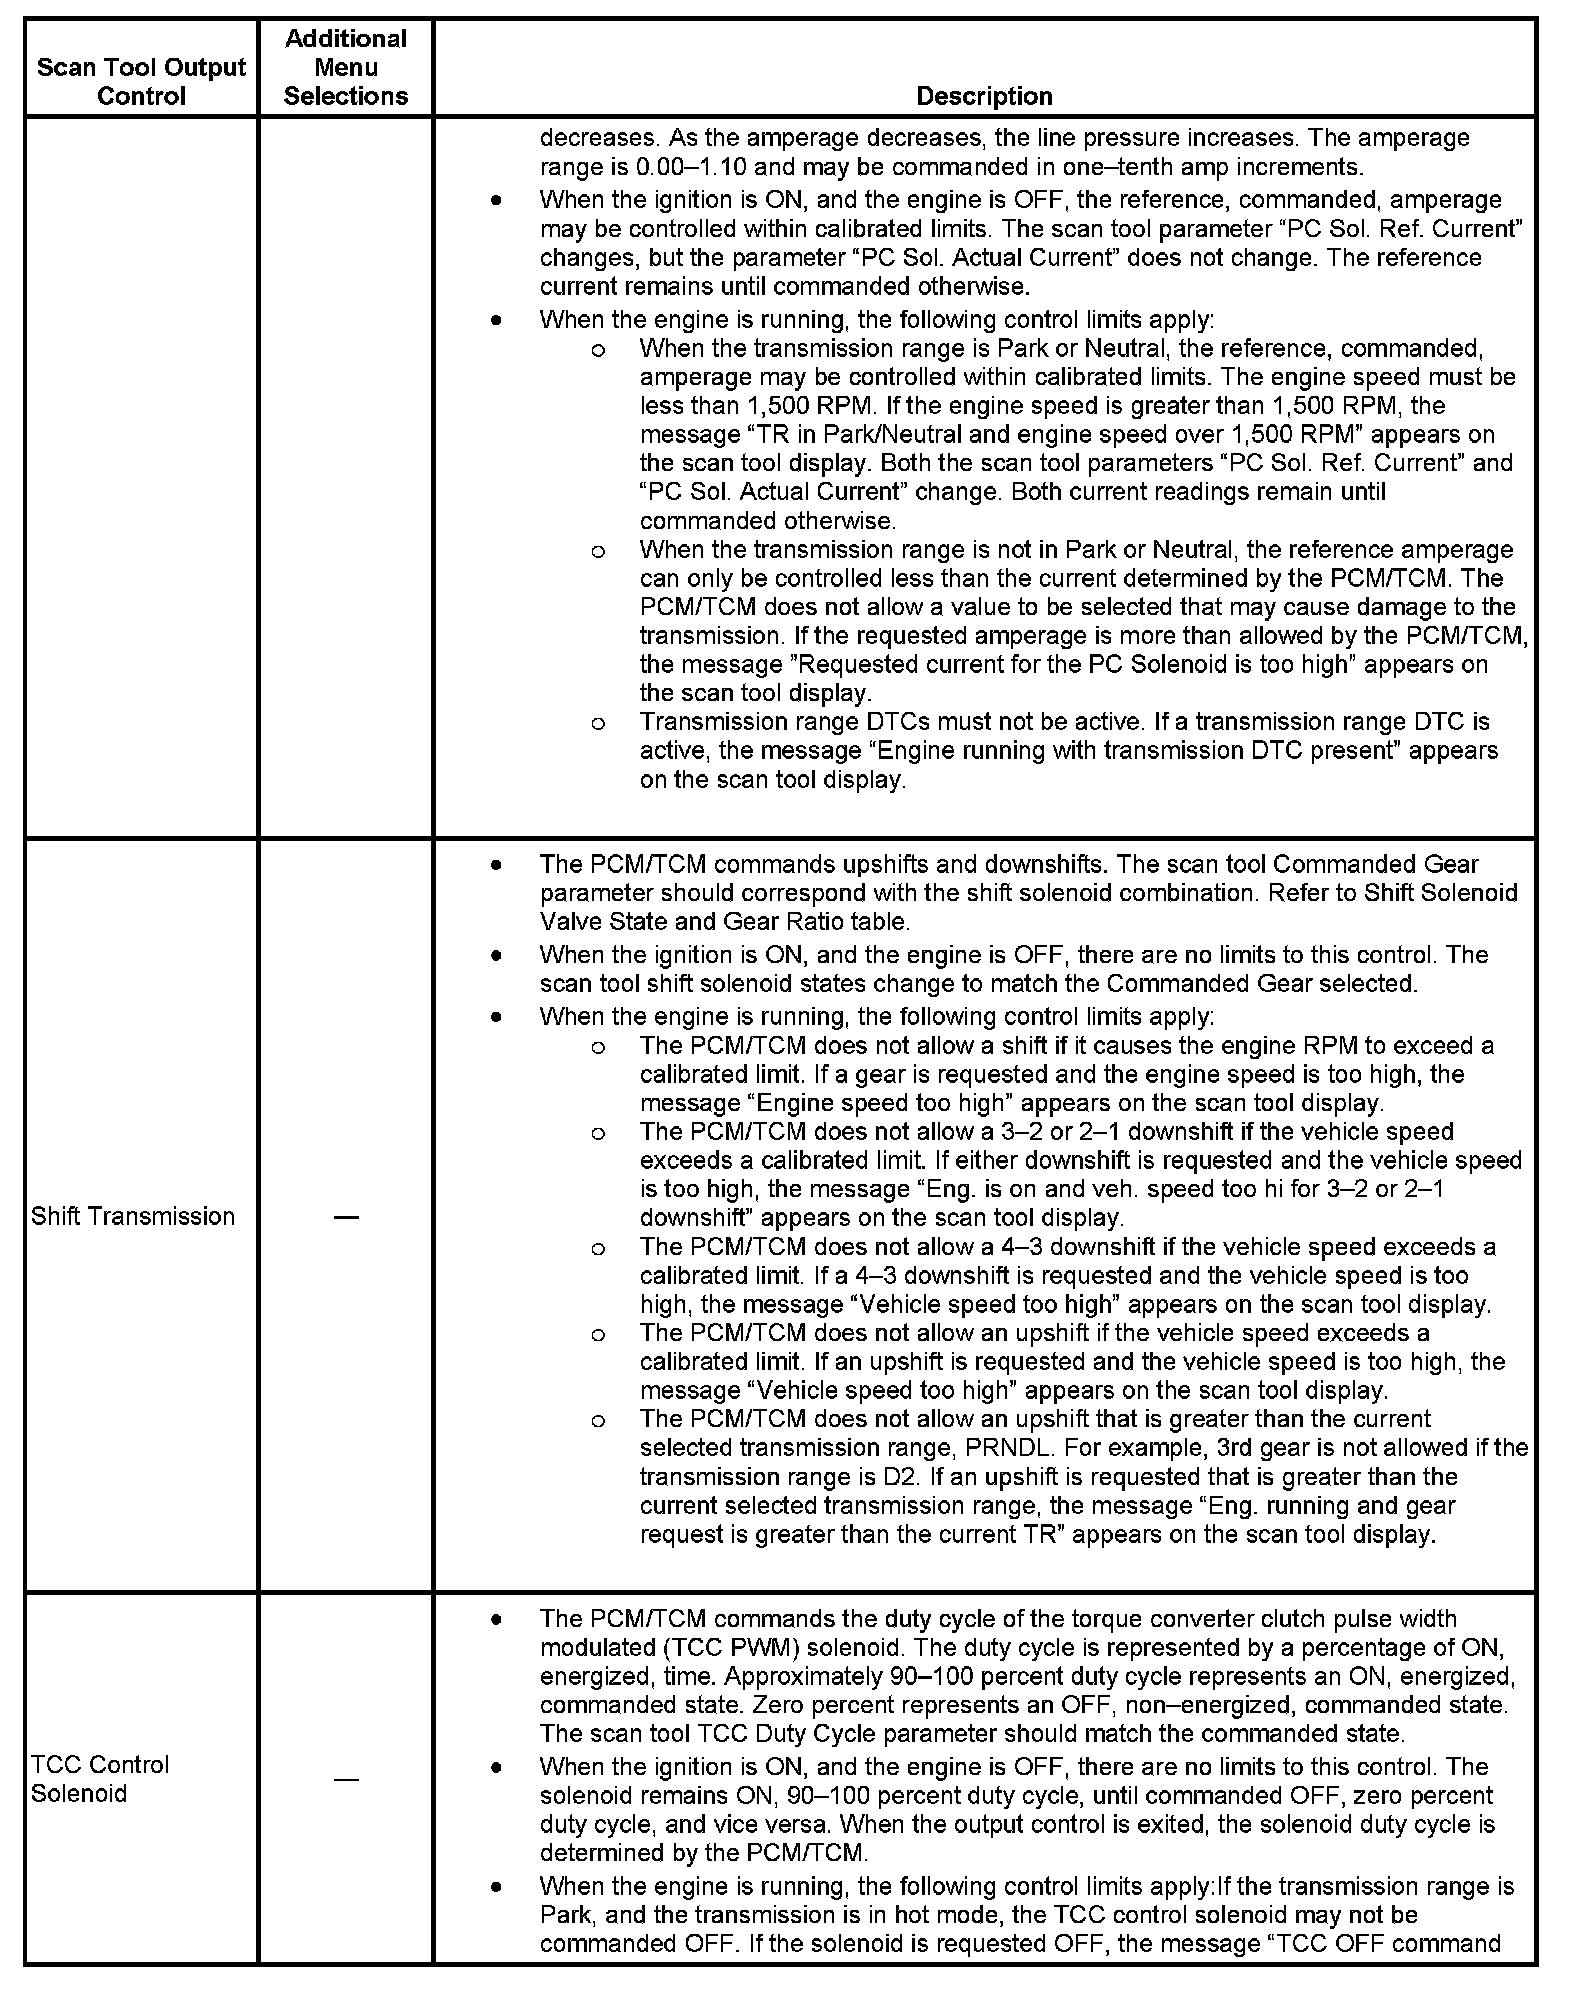 Scan Tool Output
Control
Additional
Menu
Selections
Description
decreases. As the amperage decreases, the line pressure increases. The amperage
range is 0.00–1.10 and may be commanded in one–tenth amp increments.
• When the ignition is ON, and the engine is OFF, the reference, commanded, amperage
may be controlled within calibrated limits. The scan tool parameter “PC Sol. Ref. Current”
changes, but the parameter “PC Sol. Actual Current” does not change. The reference
current remains until commanded otherwise.
• When the engine is running, the following control limits apply:
o When the transmission range is Park or Neutral, the reference, commanded,
amperage may be controlled within calibrated limits. The engine speed must be
less than 1,500 RPM. If the engine speed is greater than 1,500 RPM, the
message “TR in Park/Neutral and engine speed over 1,500 RPM” appears on
the scan tool display. Both the scan tool parameters “PC Sol. Ref. Current” and
“PC Sol. Actual Current” change. Both current readings remain until
commanded otherwise.
o When the transmission range is not in Park or Neutral, the reference amperage
can only be controlled less than the current determined by the PCM/TCM. The
PCM/TCM does not allow a value to be selected that may cause damage to the
transmission. If the requested amperage is more than allowed by the PCM/TCM,
the message ”Requested current for the PC Solenoid is too high” appears on
the scan tool display.
o Transmission range DTCs must not be active. If a transmission range DTC is
active, the message “Engine running with transmission DTC present” appears
on the scan tool display.
Shift Transmission
—
• The PCM/TCM commands upshifts and downshifts. The scan tool Commanded Gear
parameter should correspond with the shift solenoid combination. Refer to Shift Solenoid
Valve State and Gear Ratio table.
• When the ignition is ON, and the engine is OFF, there are no limits to this control. The
scan tool shift solenoid states change to match the Commanded Gear selected.
• When the engine is running, the following control limits apply:
o The PCM/TCM does not allow a shift if it causes the engine RPM to exceed a
calibrated limit. If a gear is requested and the engine speed is too high, the
message “Engine speed too high” appears on the scan tool display.
o The PCM/TCM does not allow a 3–2 or 2–1 downshift if the vehicle speed
exceeds a calibrated limit. If either downshift is requested and the vehicle speed
is too high, the message “Eng. is on and veh. speed too hi for 3–2 or 2–1
downshift” appears on the scan tool display.
o The PCM/TCM does not allow a 4–3 downshift if the vehicle speed exceeds a
calibrated limit. If a 4–3 downshift is requested and the vehicle speed is too
high, the message “Vehicle speed too high” appears on the scan tool display.
o The PCM/TCM does not allow an upshift if the vehicle speed exceeds a
calibrated limit. If an upshift is requested and the vehicle speed is too high, the
message “Vehicle speed too high” appears on the scan tool display.
o The PCM/TCM does not allow an upshift that is greater than the current
selected transmission range, PRNDL. For example, 3rd gear is not allowed if the
transmission range is D2. If an upshift is requested that is greater than the
current selected transmission range, the message “Eng. running and gear
request is greater than the current TR” appears on the scan tool display.
TCC Control
Solenoid
—
• The PCM/TCM commands the duty cycle of the torque converter clutch pulse width
modulated (TCC PWM) solenoid. The duty cycle is represented by a percentage of ON,
energized, time. Approximately 90–100 percent duty cycle represents an ON, energized,
commanded state. Zero percent represents an OFF, non–energized, commanded state.
The scan tool TCC Duty Cycle parameter should match the commanded state.
• When the ignition is ON, and the engine is OFF, there are no limits to this control. The
solenoid remains ON, 90–100 percent duty cycle, until commanded OFF, zero percent
duty cycle, and vice versa. When the output control is exited, the solenoid duty cycle is
determined by the PCM/TCM.
• When the engine is running, the following control limits apply:If the transmission range is
Park, and the transmission is in hot mode, the TCC control solenoid may not be
commanded OFF. If the solenoid is requested OFF, the message “TCC OFF command